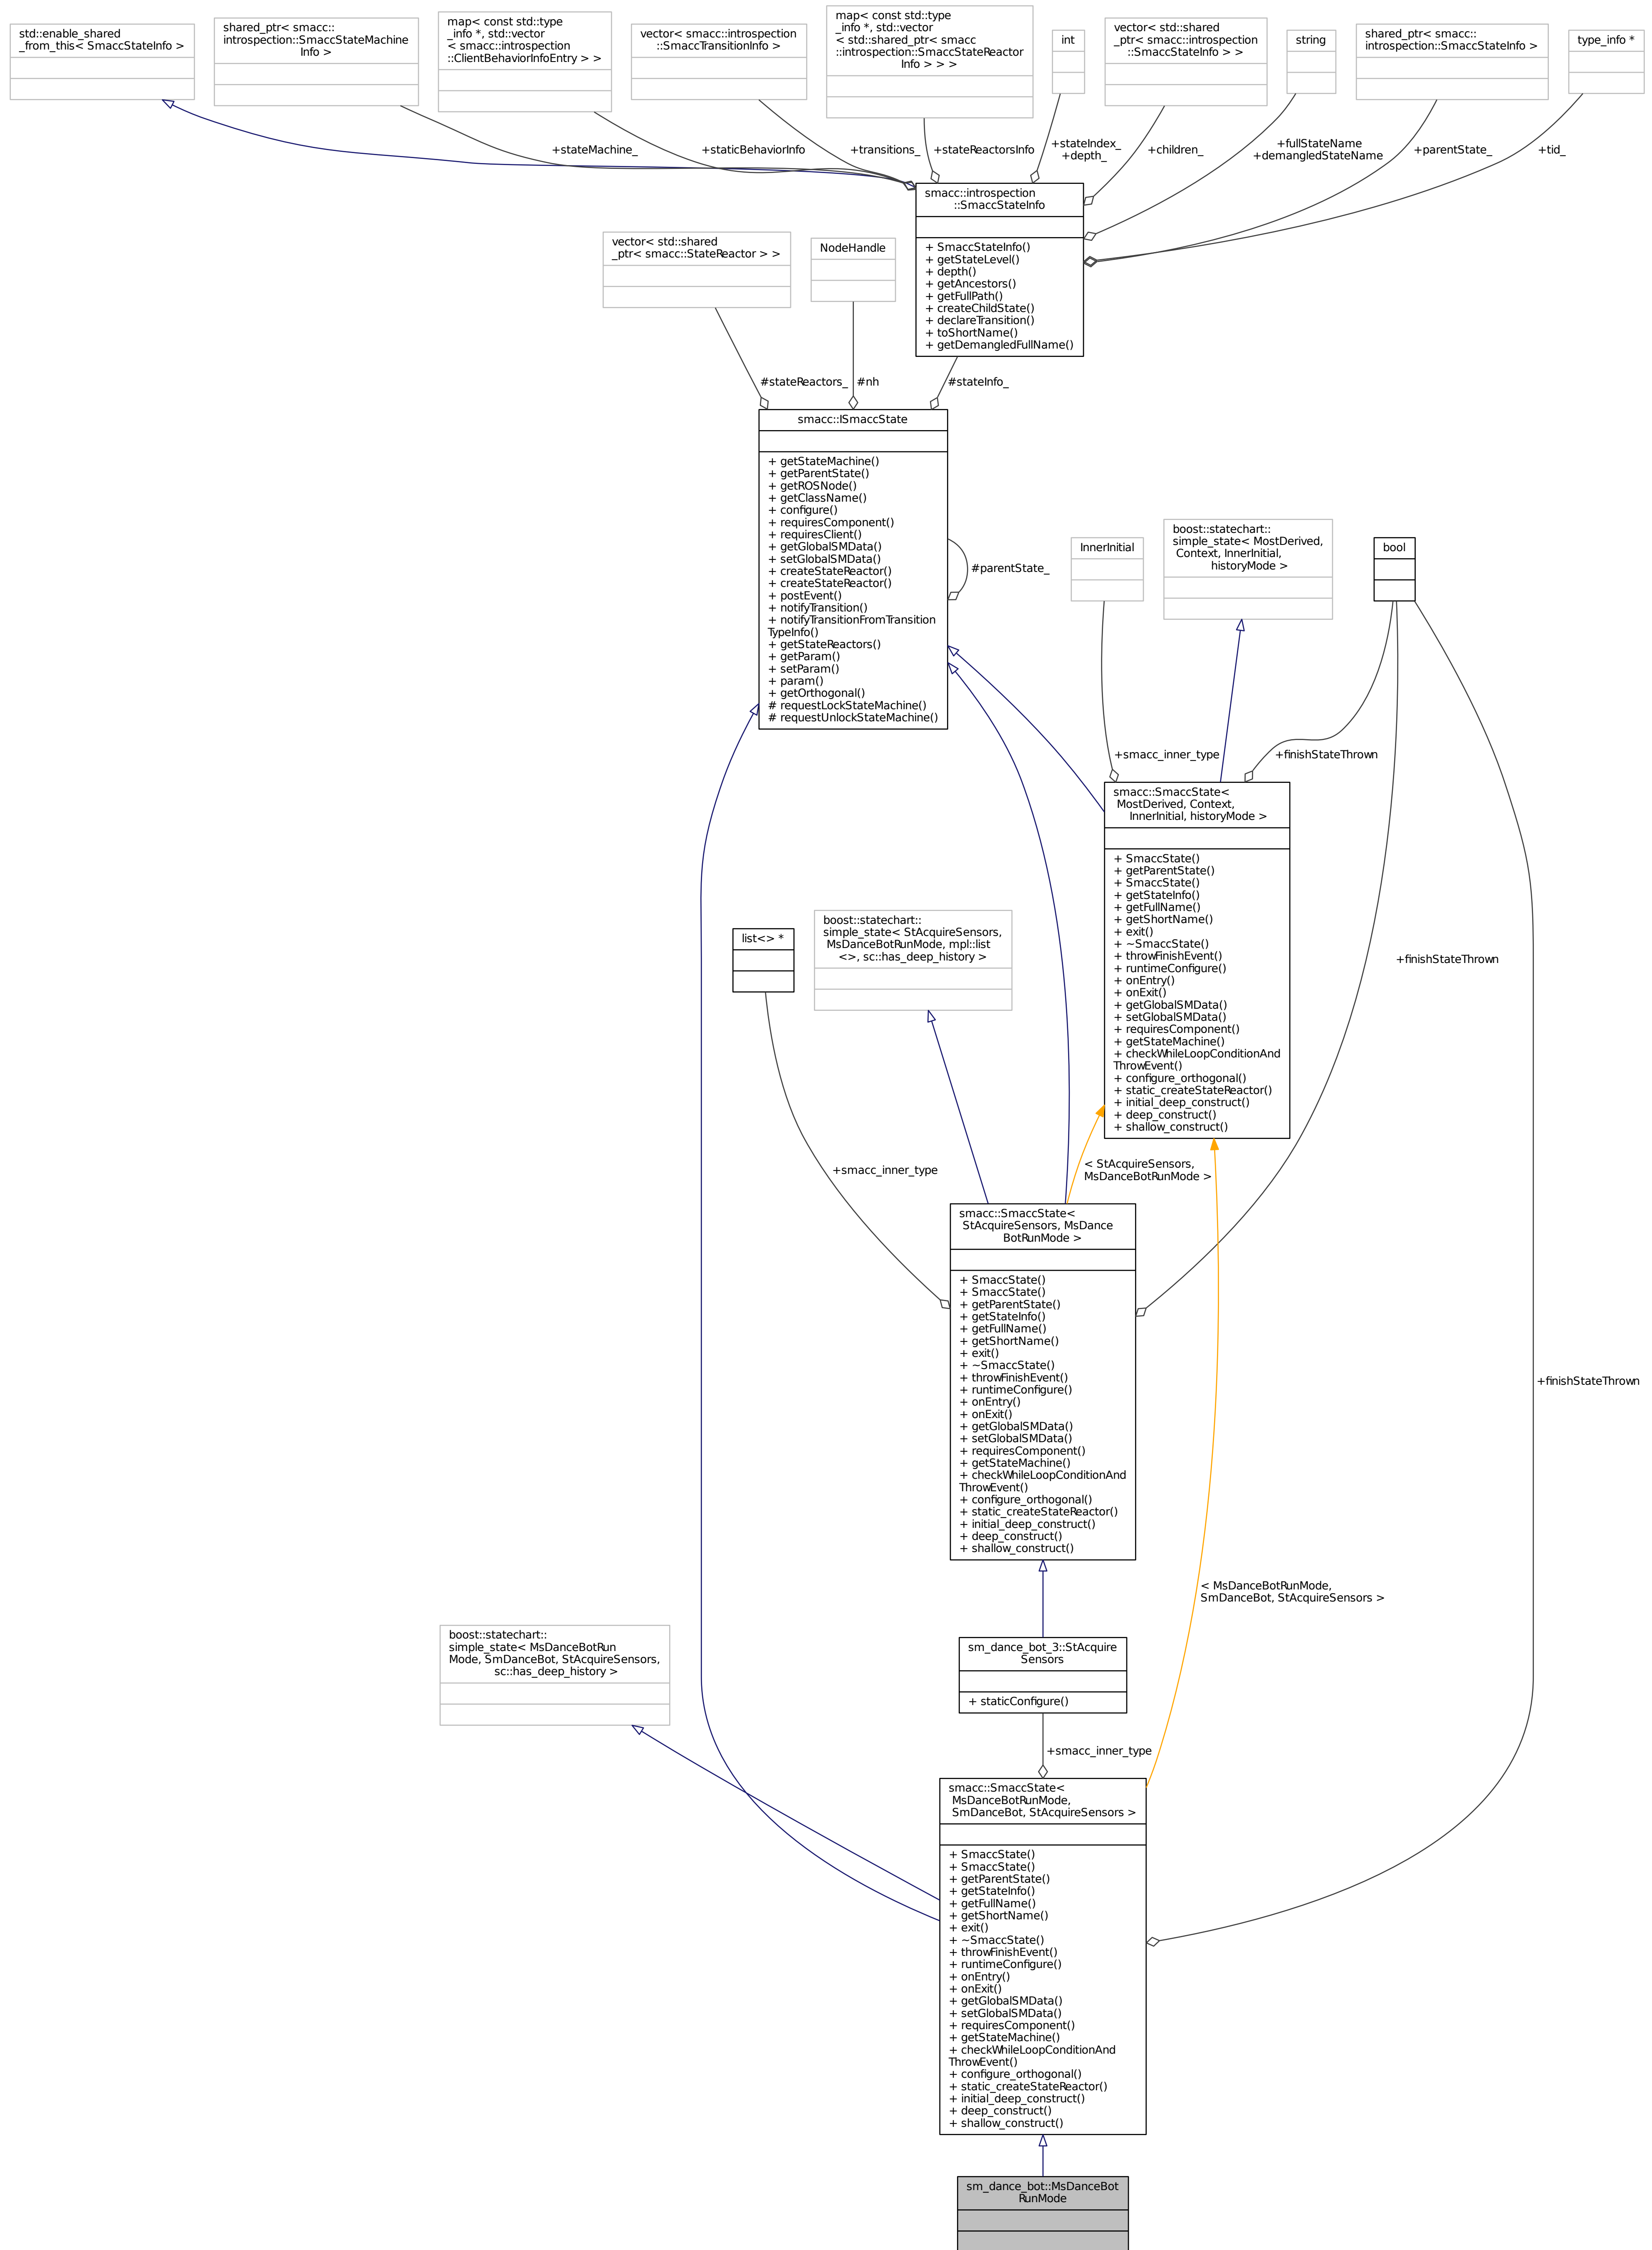 std::enable_shared
_from_this< SmaccStateInfo >
shared_ptr< smacc::
introspection::SmaccStateMachine
Info >
map< const std::type
_info *, std::vector
< smacc::introspection
::ClientBehaviorInfoEntry > >
vector< smacc::introspection
::SmaccTransitionInfo >
map< const std::type
_info *, std::vector
< std::shared_ptr< smacc
::introspection::SmaccStateReactor
Info > > >
int
vector< std::shared
_ptr< smacc::introspection
::SmaccStateInfo > >
string
shared_ptr< smacc::
introspection::SmaccStateInfo >
type_info *
+stateMachine_
+staticBehaviorInfo
+transitions_
+stateReactorsInfo
+stateIndex_
+depth_
+children_
+fullStateName
+demangledStateName
+parentState_
+tid_
smacc::introspection
::SmaccStateInfo
+ SmaccStateInfo()
+ getStateLevel()
+ depth()
+ getAncestors()
+ getFullPath()
+ createChildState()
+ declareTransition()
+ toShortName()
+ getDemangledFullName()
vector< std::shared
_ptr< smacc::StateReactor > >
NodeHandle
#stateReactors_
#nh
#stateInfo_
smacc::ISmaccState
+ getStateMachine()
+ getParentState()
+ getROSNode()
+ getClassName()
+ configure()
+ requiresComponent()
+ requiresClient()
+ getGlobalSMData()
+ setGlobalSMData()
+ createStateReactor()
+ createStateReactor()
+ postEvent()
+ notifyTransition()
+ notifyTransitionFromTransition
TypeInfo()
+ getStateReactors()
+ getParam()
+ setParam()
+ param()
+ getOrthogonal()
# requestLockStateMachine()
# requestUnlockStateMachine()
#parentState_
InnerInitial
boost::statechart::
simple_state< MostDerived,
Context, InnerInitial,
historyMode >
bool
+smacc_inner_type
+finishStateThrown
smacc::SmaccState<
MostDerived, Context,
InnerInitial, historyMode >
+ SmaccState()
+ getParentState()
+ SmaccState()
+ getStateInfo()
+ getFullName()
+ getShortName()
+ exit()
+ ~SmaccState()
+ throwFinishEvent()
+ runtimeConfigure()
+ onEntry()
+ onExit()
+ getGlobalSMData()
+ setGlobalSMData()
+ requiresComponent()
+ getStateMachine()
+ checkWhileLoopConditionAnd
ThrowEvent()
+ configure_orthogonal()
+ static_createStateReactor()
+ initial_deep_construct()
+ deep_construct()
+ shallow_construct()
list<> *
boost::statechart::
simple_state< StAcquireSensors,
MsDanceBotRunMode, mpl::list
<>, sc::has_deep_history >
+finishStateThrown
+smacc_inner_type
< StAcquireSensors,
MsDanceBotRunMode >
smacc::SmaccState<
StAcquireSensors, MsDance
BotRunMode >
+ SmaccState()
+ SmaccState()
+ getParentState()
+ getStateInfo()
+ getFullName()
+ getShortName()
+ exit()
+ ~SmaccState()
+ throwFinishEvent()
+ runtimeConfigure()
+ onEntry()
+ onExit()
+ getGlobalSMData()
+ setGlobalSMData()
+ requiresComponent()
+ getStateMachine()
+ checkWhileLoopConditionAnd
ThrowEvent()
+ configure_orthogonal()
+ static_createStateReactor()
+ initial_deep_construct()
+ deep_construct()
+ shallow_construct()
+finishStateThrown
< MsDanceBotRunMode,
SmDanceBot, StAcquireSensors >
boost::statechart::
simple_state< MsDanceBotRun
Mode, SmDanceBot, StAcquireSensors,
sc::has_deep_history >
sm_dance_bot_3::StAcquire
Sensors
+ staticConfigure()
+smacc_inner_type
smacc::SmaccState<
MsDanceBotRunMode,
SmDanceBot, StAcquireSensors >
+ SmaccState()
+ SmaccState()
+ getParentState()
+ getStateInfo()
+ getFullName()
+ getShortName()
+ exit()
+ ~SmaccState()
+ throwFinishEvent()
+ runtimeConfigure()
+ onEntry()
+ onExit()
+ getGlobalSMData()
+ setGlobalSMData()
+ requiresComponent()
+ getStateMachine()
+ checkWhileLoopConditionAnd
ThrowEvent()
+ configure_orthogonal()
+ static_createStateReactor()
+ initial_deep_construct()
+ deep_construct()
+ shallow_construct()
sm_dance_bot::MsDanceBot
RunMode